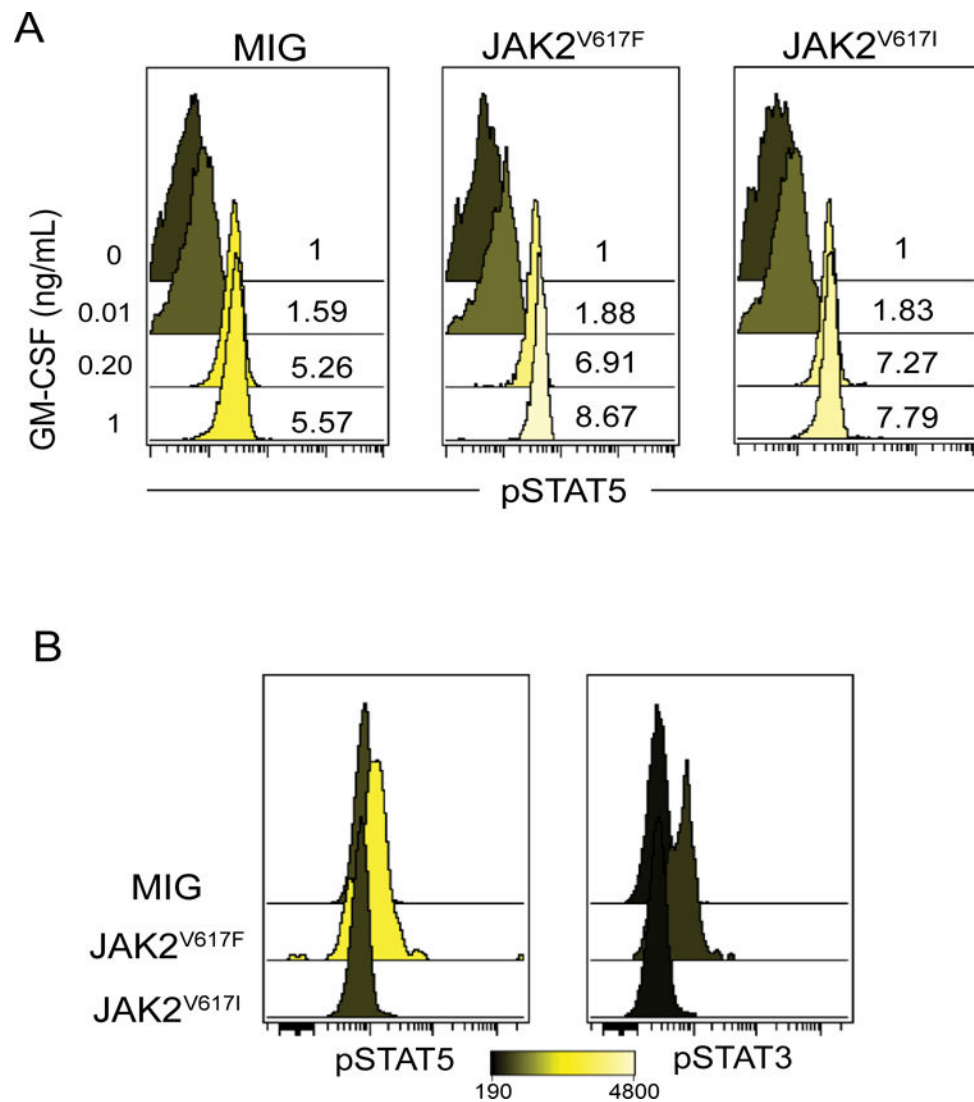 A
MIG JAK2V617F JAK2V617I
GM-CSF (ng/mL)
0 1 1 1
0.01 1.59 1.88 1.83
0.20 5.26 6.91 7.27
1 5.57 8.67 7.79
pSTAT5
B
MIG
JAK2V617F
JAK2V617I
pSTAT5 pSTAT3
190 4800